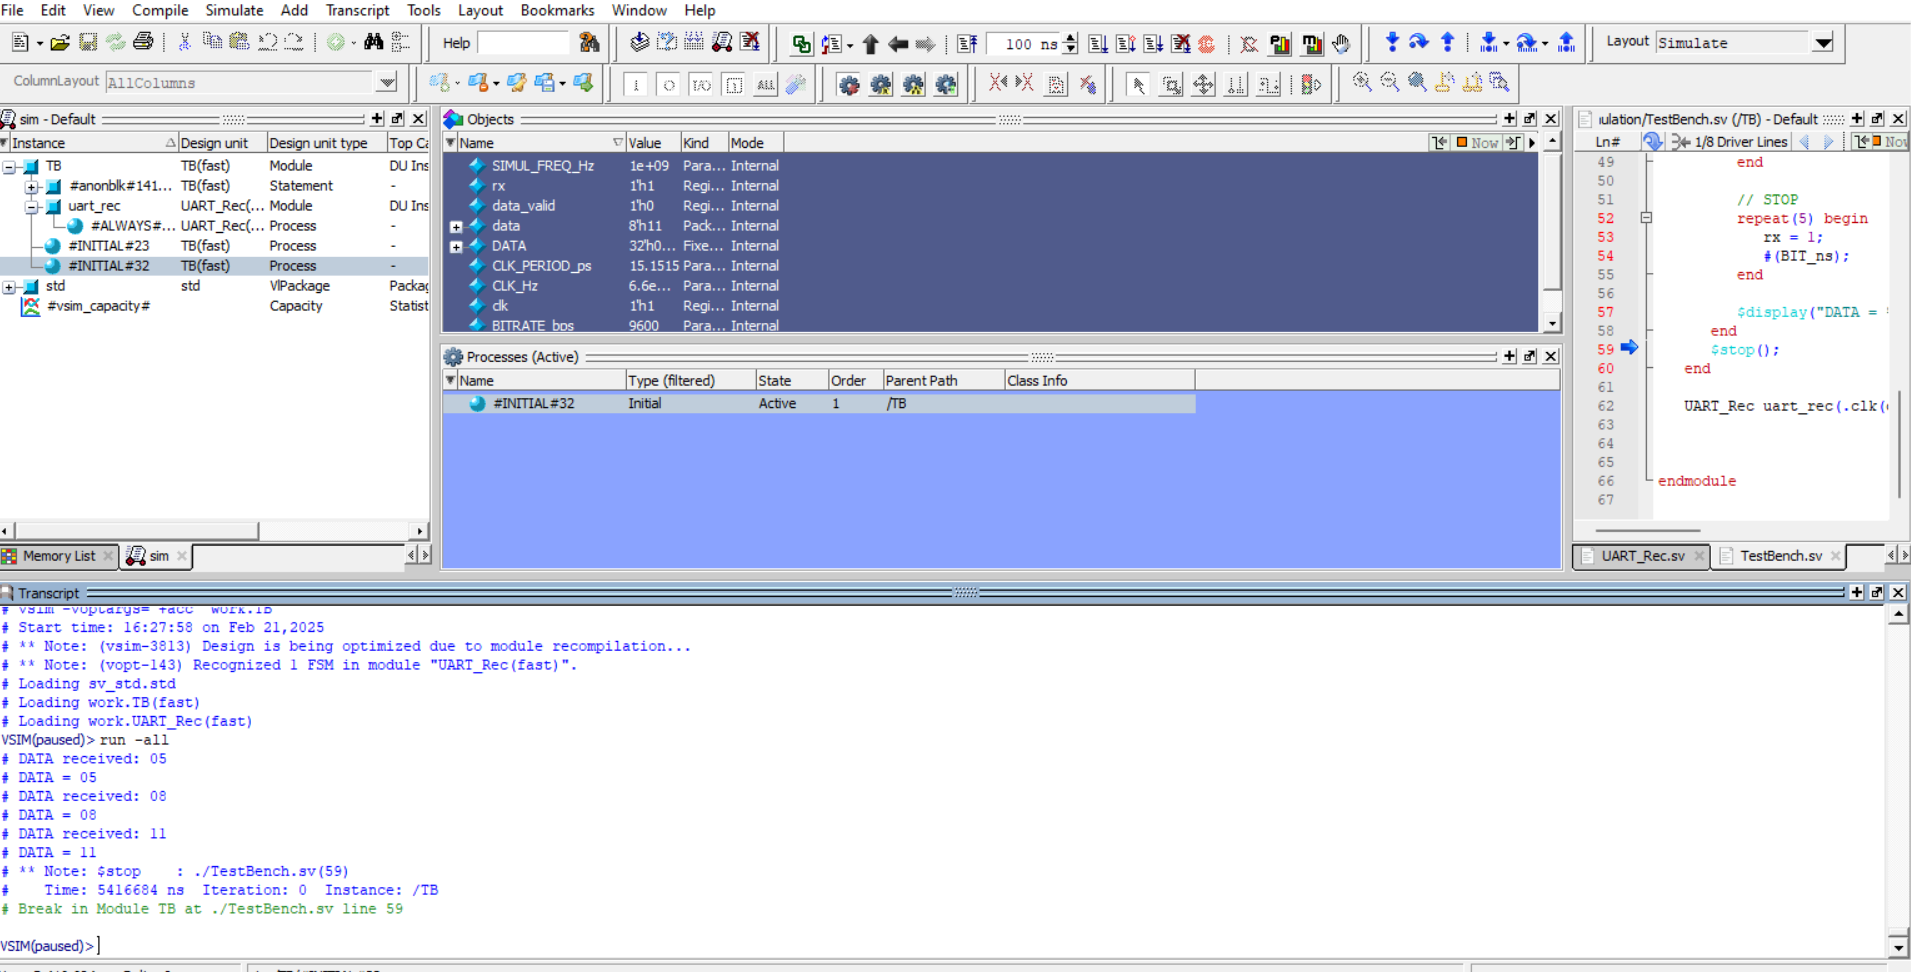 File Edit View Compile Simulate Add Transcript Tools Layout Bookmarks Window Help
Help
100 ns
Layout Simulate
ColumnLayout AllColumns
sim - Default
Instance Design unit Design unit type Top Ca
TB TB(fast) Module DU Ins
#anonblk#141... TB(fast) Statement -
uart_rec UART_Rec(... Module DU Ins
#ALWAYS#... UART_Rec(... Process -
#INITIAL#23 TB(fast) Process -
#INITIAL#32 TB(fast) Process -
std std VlPackage Packag
#vsim_capacity# Capacity Statist
Memory List sim
Objects
Name Value Kind Mode Now
SIMUL_FREQ_Hz 1e+09 Para... Internal
rx 1'h1 Regi... Internal
data_valid 1'h0 Regi... Internal
data 8'h11 Pack... Internal
DATA 32'h0... Fixe... Internal
CLK_PERIOD_ps 15.1515 Para... Internal
CLK_Hz 6.6e... Para... Internal
clk 1'h1 Regi... Internal
BITRATE_bps 9600 Para... Internal
Processes (Active)
Name Type (filtered) State Order Parent Path Class Info
#INITIAL#32 Initial Active 1 /TB
ulation/TestBench.sv (/TB) - Default
Ln# 1/8 Driver Lines Now
49 end
50
51 // STOP
52 repeat(5) begin
53 rx = 1;
54 #(BIT_ns);
55 end
56
57 $display("DATA =
58 end
59 $stop();
60 end
61
62 UART_Rec uart_rec(.clk(
63
64
65
66 endmodule
67
UART_Rec.sv TestBench.sv
Transcript
# vsim -voptargs= +acc work.TB
# Start time: 16:27:58 on Feb 21,2025
# ** Note: (vsim-3813) Design is being optimized due to module recompilation...
# ** Note: (vopt-143) Recognized 1 FSM in module "UART_Rec(fast)".
# Loading sv_std.std
# Loading work.TB(fast)
# Loading work.UART_Rec(fast)
VSIM(paused)> run -all
# DATA received: 05
# DATA = 05
# DATA received: 08
# DATA = 08
# DATA received: 11
# DATA = 11
# ** Note: $stop : ./TestBench.sv(59)
# Time: 5416684 ns Iteration: 0 Instance: /TB
# Break in Module TB at ./TestBench.sv line 59
VSIM(paused)>